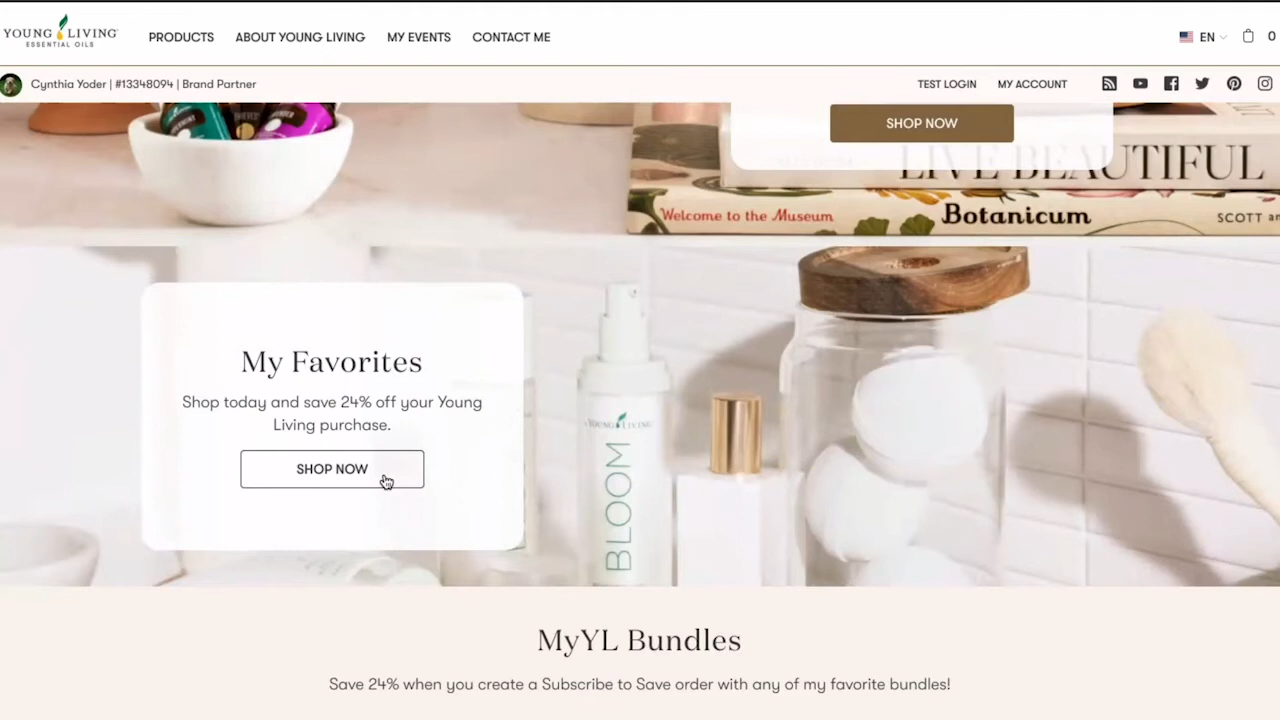 YOUNG LIVING
ESSENTIAL OILS
PRODUCTS
ABOUT YOUNG LIVING
MY EVENTS
CONTACT ME
EN
0
Cynthia Yoder | #13348094 | Brand Partner
TEST LOGIN
MY ACCOUNT
SHOP NOW
LIVE BEAUTIFUL
Welcome to the Museum
Botanicum
SCOTT
My Favorites
Shop today and save 24% off your Young
Living purchase.
SHOP NOW
YOUNG LIVING
BLOOM
MyYL Bundles
Save 24% when you create a Subscribe to Save order with any of my favorite bundles!